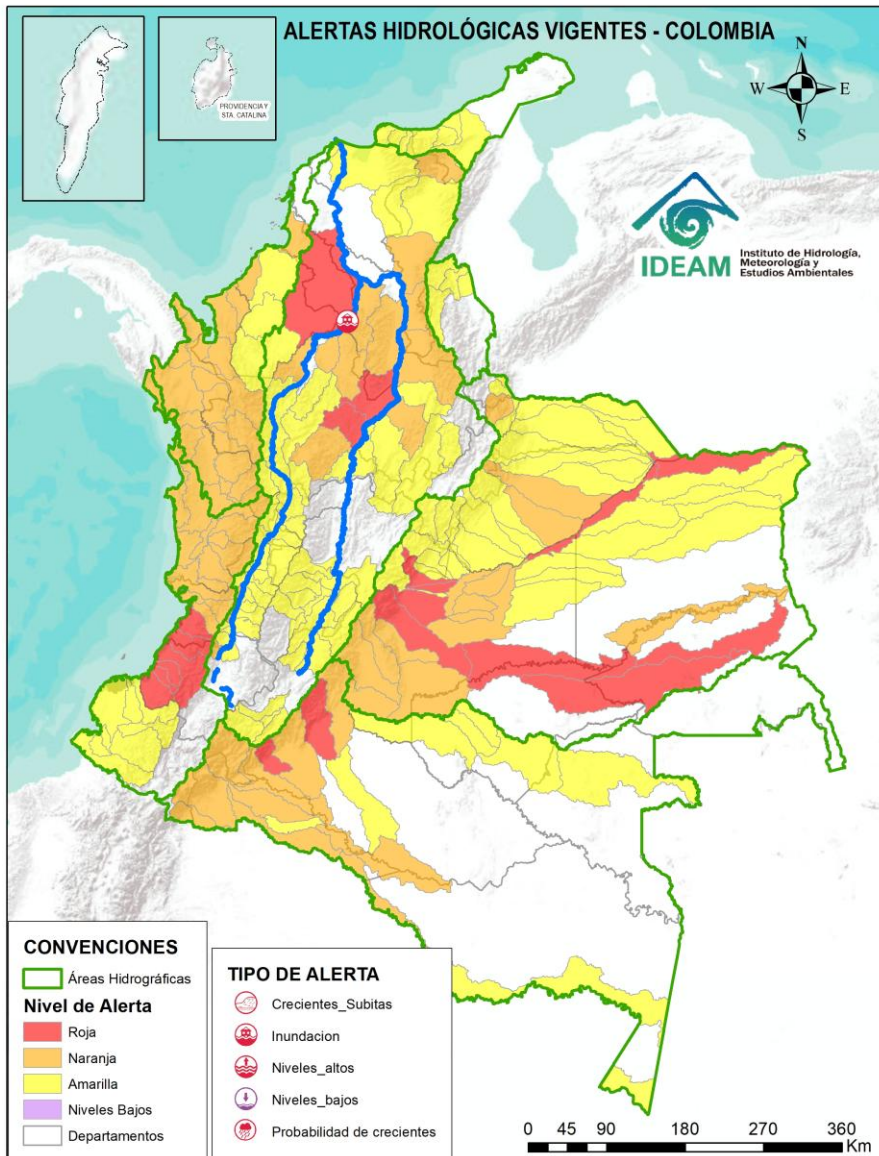 ALERTAS HIDROLÓGICAS VIGENTES - COLOMBIA
PROVIDENCIA Y
STA. CATALINA
N
W
E
S
IDEAM
Instituto de Hidrología,
Meteorología y
Estudios Ambientales
CONVENCIONES
Áreas Hidrográficas
Nivel de Alerta
Roja
Naranja
Amarilla
Niveles Bajos
Departamentos
TIPO DE ALERTA
Crecientes_Subitas
Inundacion
Niveles_altos
Niveles_bajos
Probabilidad de crecientes
0 45 90 180 270 360
Km